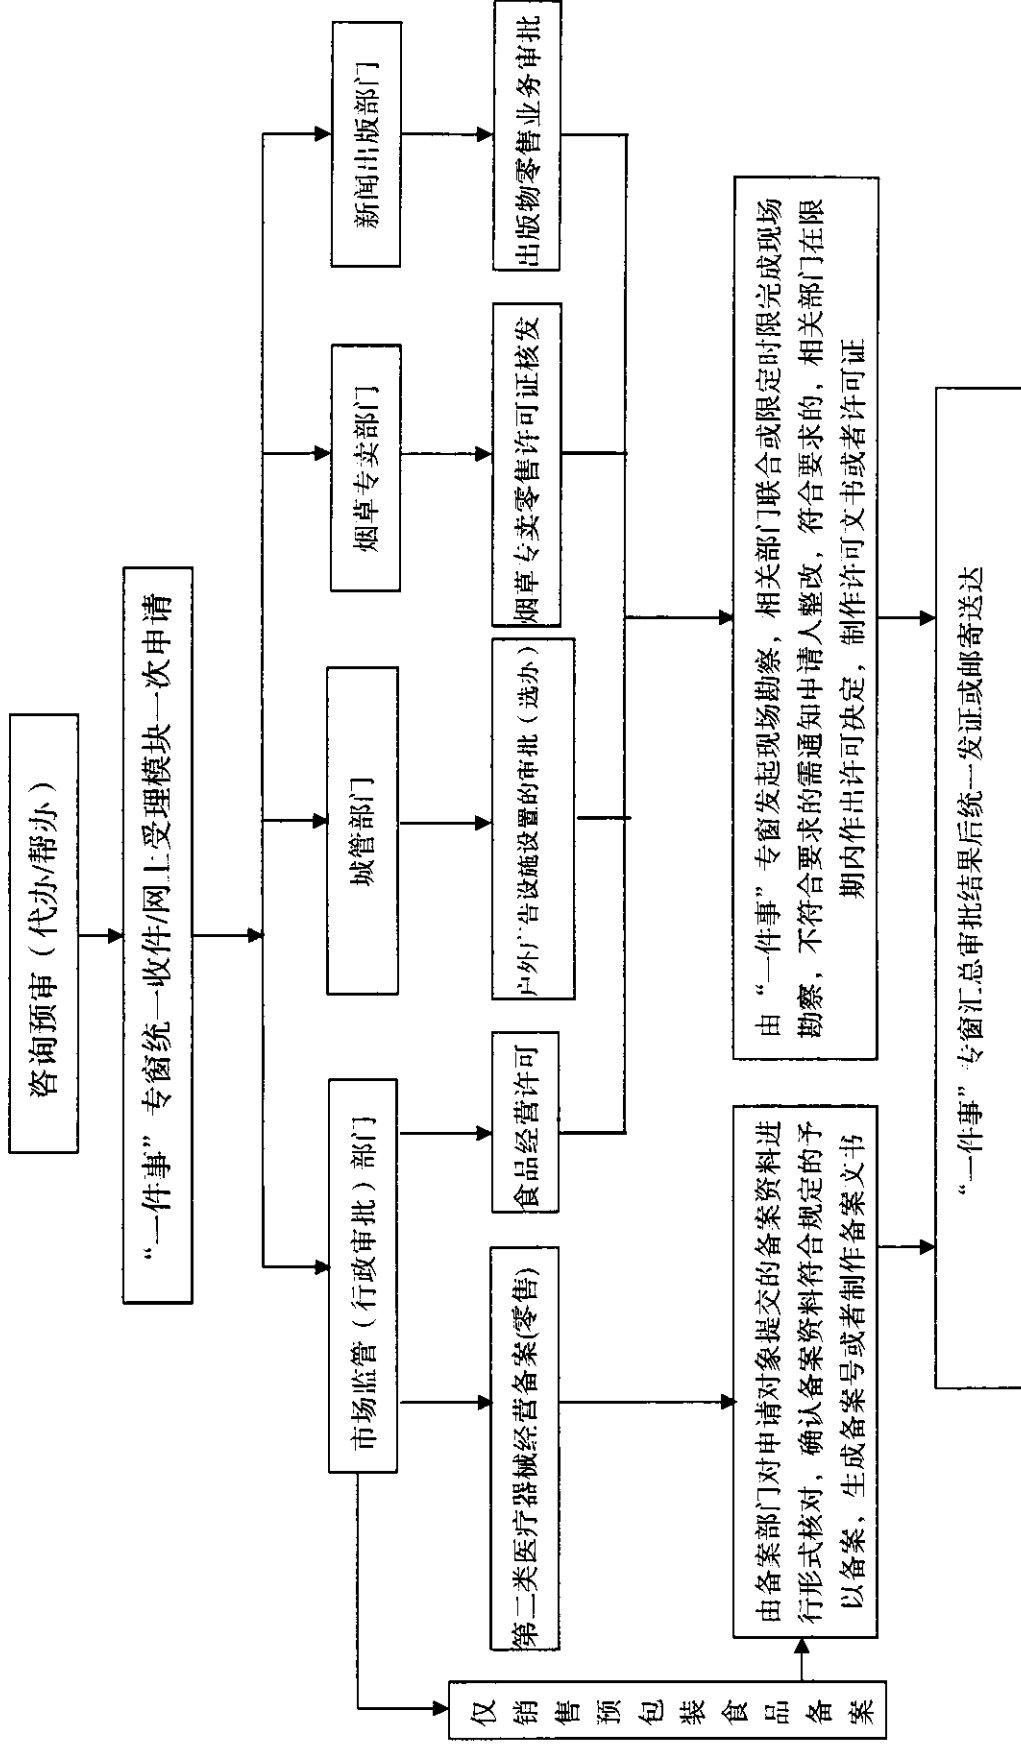 咨询预审（代办/帮办）
“一件事”专窗统一收件/网上受理模块一次申请
市场监管（行政审批）部门
城管部门
烟草专卖部门
新闻出版部门
仅销售预包装食品备案
第二类医疗器械经营备案(零售)
食品经营许可
户外广告设施设置的审批（选办）
烟草专卖零售许可证核发
出版物零售业务审批
由备案部门对申请对象提交的备案资料进
行形式核对，确认备案资料符合规定的予
以备案，生成备案号或者制作备案文书
由“一件事”专窗发起现场勘察，相关部门联合或限定时限完成现场
勘察，不符合要求的需通知申请人整改，符合要求的，相关部门在限
期内作出许可决定，制作许可文书或者许可证
“一件事”专窗汇总审批结果后统一发证或邮寄送达